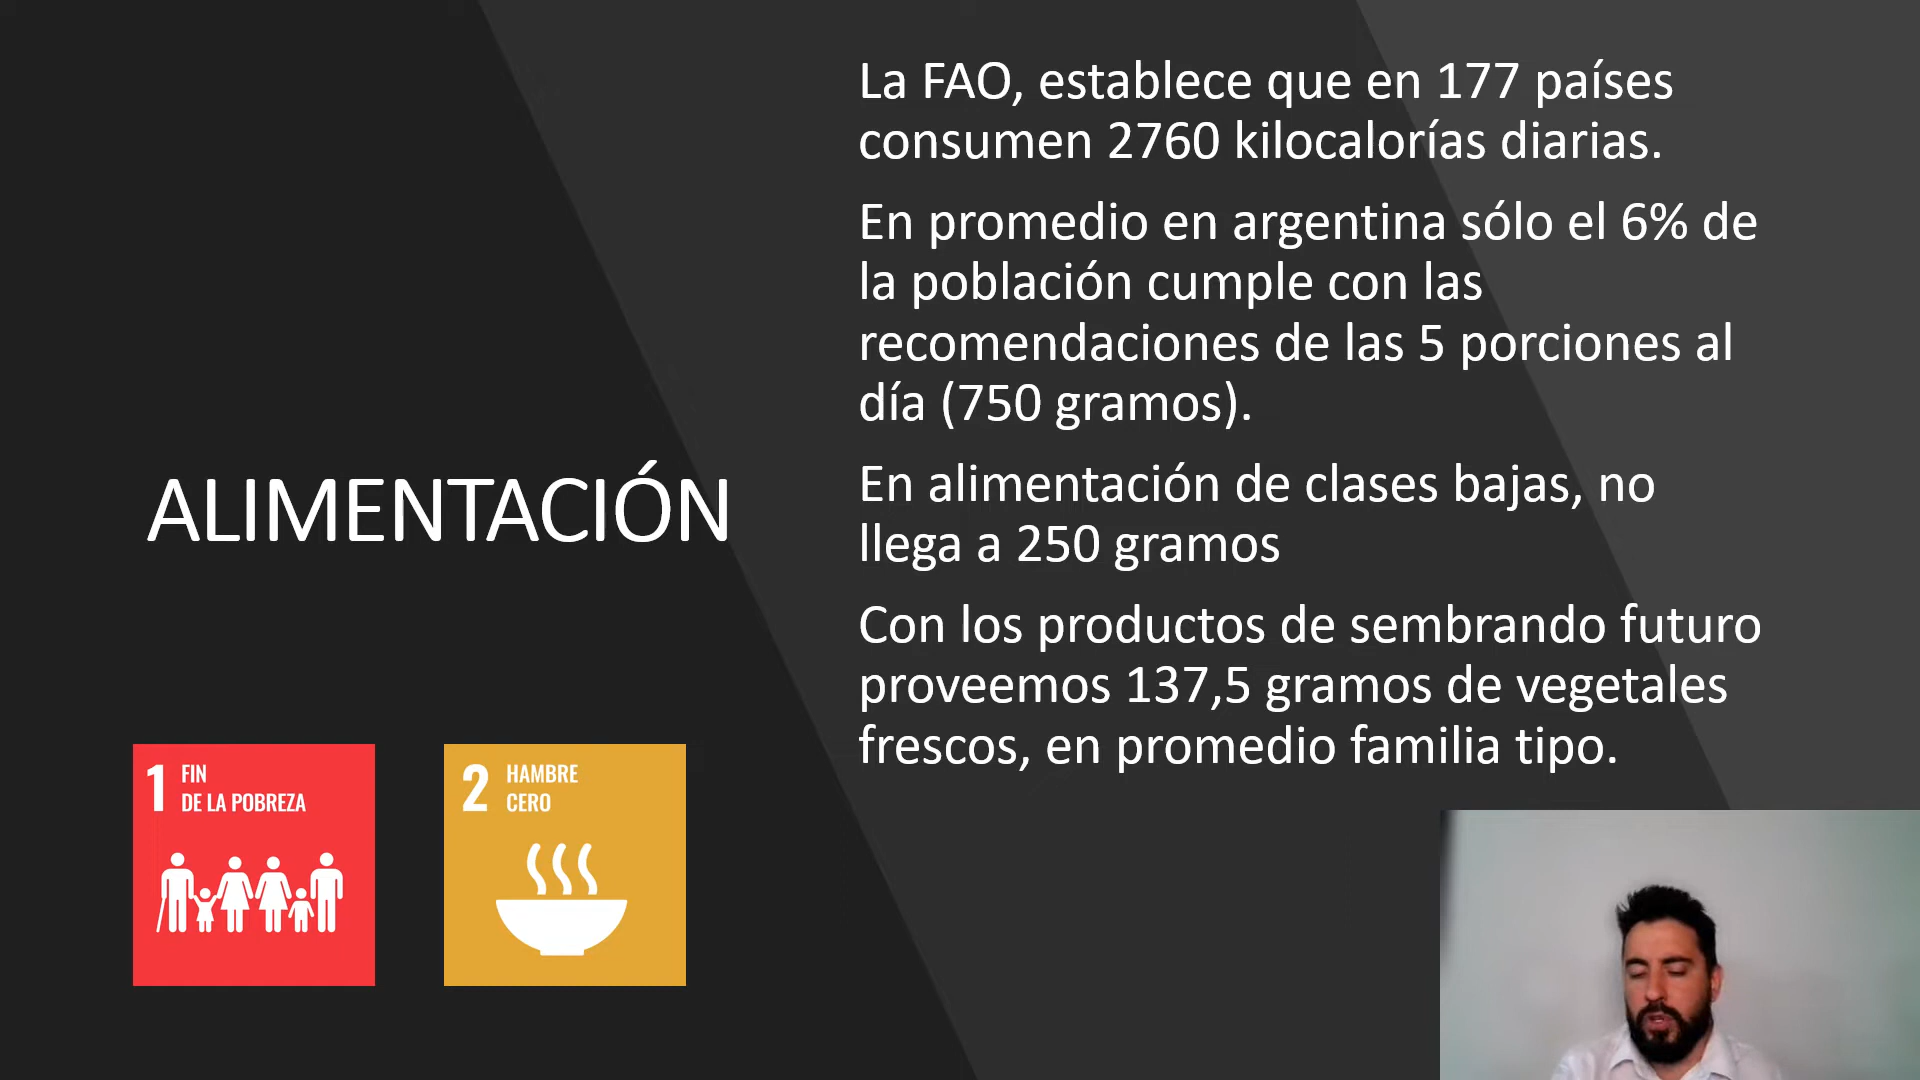 La FAO, establece que en 177 países
consumen 2760 kilocalorías diarias.
En promedio en argentina sólo el 6% de
la población cumple con las
recomendaciones de las 5 porciones al
día (750 gramos).
En alimentación de clases bajas, no
llega a 250 gramos
Con los productos de sembrando futuro
proveemos 137,5 gramos de vegetales
frescos, en promedio familia tipo.
ALIMENTACIÓN
1 FIN
DE LA POBREZA
2 HAMBRE
CERO